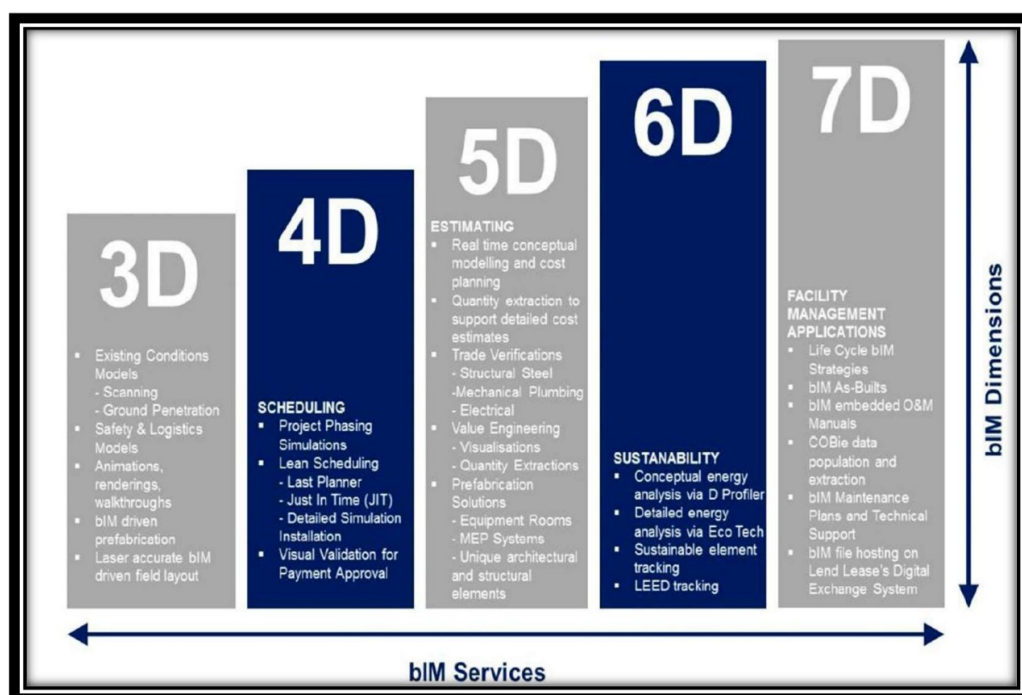 3D
▪ Existing Conditions
Models
- Scanning
- Ground Penetration
▪ Safety & Logistics
Models
▪ Animations,
renderings,
walkthroughs
▪ bIM driven
prefabrication
▪ Laser accurate bIM
driven field layout
4D
SCHEDULING
▪ Project Phasing
Simulations
▪ Lean Scheduling
- Last Planner
- Just In Time (JIT)
- Detailed Simulation
Installation
▪ Visual Validation for
Payment Approval
5D
ESTIMATING
▪ Real time conceptual
modelling and cost
planning
▪ Quantity extraction to
support detailed cost
estimates
▪ Trade Verifications
- Structural Steel
-Mechanical Plumbing
- Electrical
▪ Value Engineering
- Visualisations
- Quantity Extractions
▪ Prefabrication
Solutions
- Equipment Rooms
- MEP Systems
- Unique architectural
and structural
elements
6D
SUSTANABILITY
▪ Conceptual energy
analysis via D Profiler
▪ Detailed energy
analysis via Eco Tech
▪ Sustainable element
tracking
▪ LEED tracking
7D
FACILITY
MANAGEMENT
APPLICATIONS
▪ Life Cycle bIM
Strategies
▪ bIM As-Builts
▪ bIM embedded O&M
Manuals
▪ COBie data
population and
extraction
▪ bIM Maintenance
Plans and Technical
Support
▪ bIM file hosting on
Lend Lease's Digital
Exchange System
bIM Dimensions
bIM Services